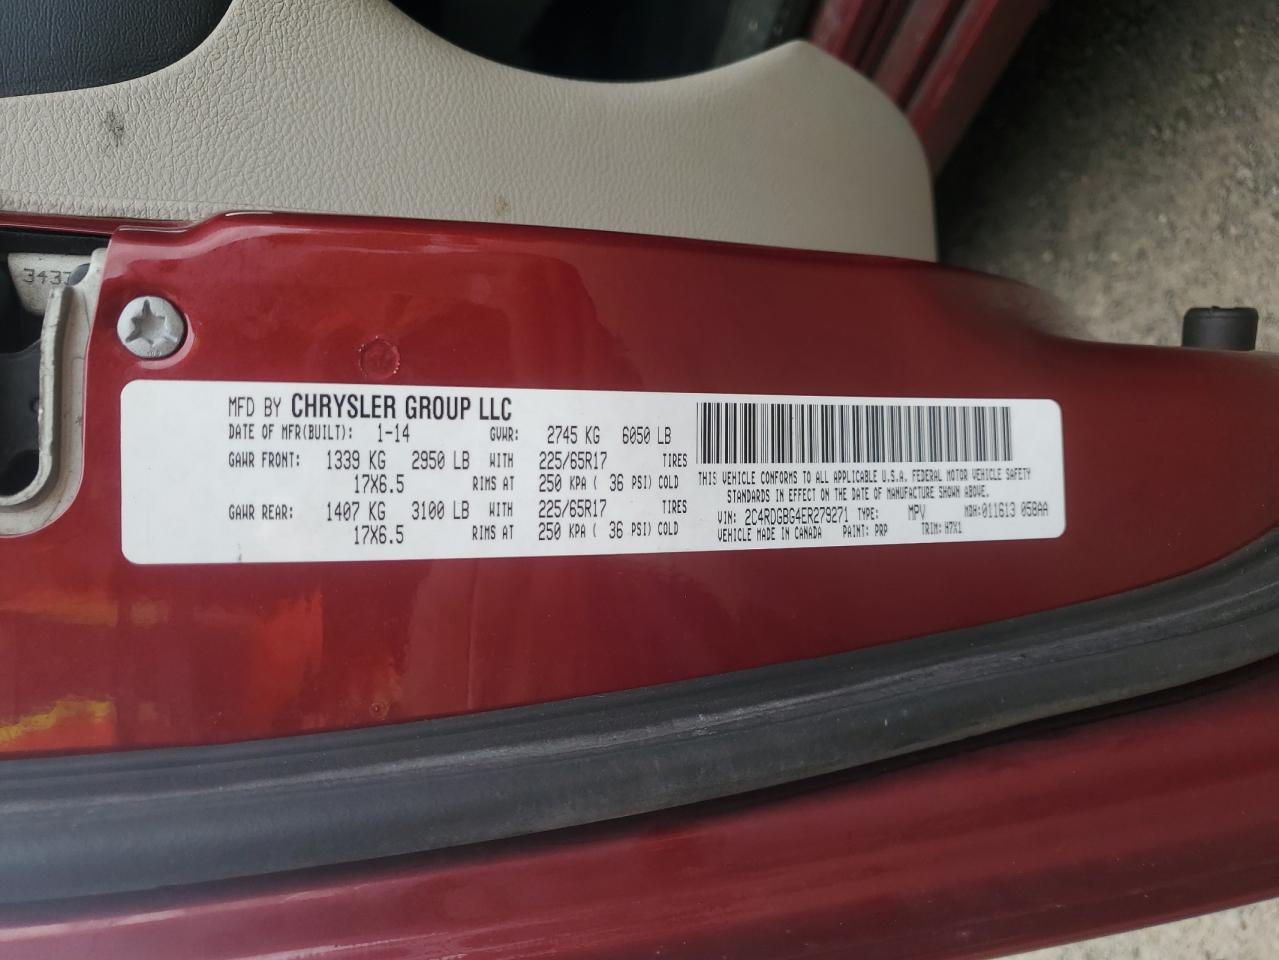 343
MFD BY CHRYSLER GROUP LLC
DATE OF MFR(BUILT): 1-14 GVWR: 2745 KG 6050 LB
GAWR FRONT: 1339 KG 2950 LB WITH 225/65R17 TIRES
17X6.5 RIMS AT 250 KPA ( 36 PSI) COLD
GAWR REAR: 1407 KG 3100 LB WITH 225/65R17 TIRES
17X6.5 RIMS AT 250 KPA ( 36 PSI) COLD
THIS VEHICLE CONFORMS TO ALL APPLICABLE U.S.A. FEDERAL MOTOR VEHICLE SAFETY
STANDARDS IN EFFECT ON THE DATE OF MANUFACTURE SHOWN ABOVE.
VIN: 2C4RDGBG4ER279271 TYPE: MPV MDH:011613 058AA
VEHICLE MADE IN CANADA PAINT: PRP TRIM: H7X1